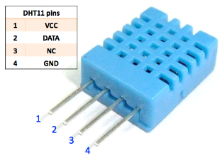 DHT11 pins
1 VCC
2 DATA
3 NC
4 GND
1
2
3
4